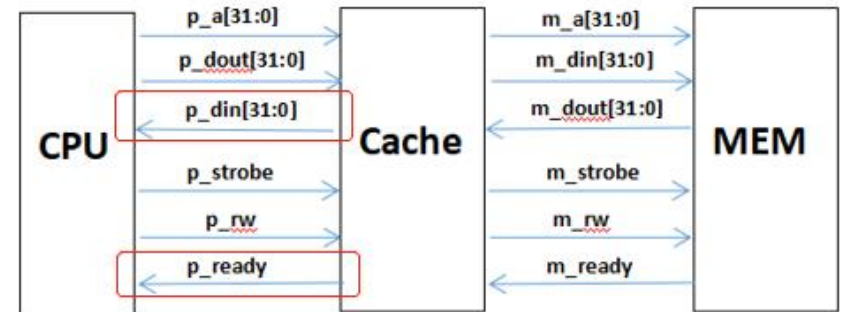 p_a[31:0]
m_a[31:0]
p_dout[31:0]
m_din[31:0]
p_din[31:0]
m_dout[31:0]
CPU
Cache
MEM
p_strobe
m_strobe
p_rw
m_rw
p_ready
m_ready